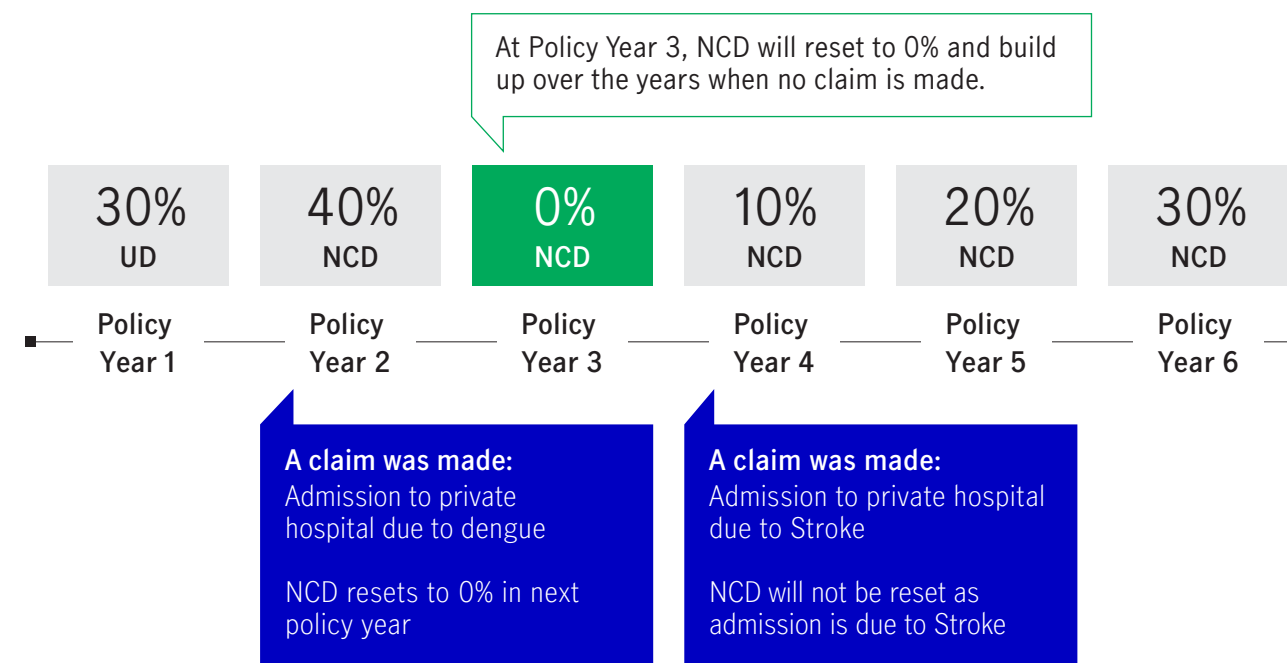 At Policy Year 3, NCD will reset to 0% and build
up over the years when no claim is made.
30%
UD
40%
NCD
0%
NCD
10%
NCD
20%
NCD
30%
NCD
Policy
Year 1
Policy
Year 2
Policy
Year 3
Policy
Year 4
Policy
Year 5
Policy
Year 6
A claim was made:
Admission to private
hospital due to dengue
NCD resets to 0% in next
policy year
A claim was made:
Admission to private hospital
due to Stroke
NCD will not be reset as
admission is due to Stroke